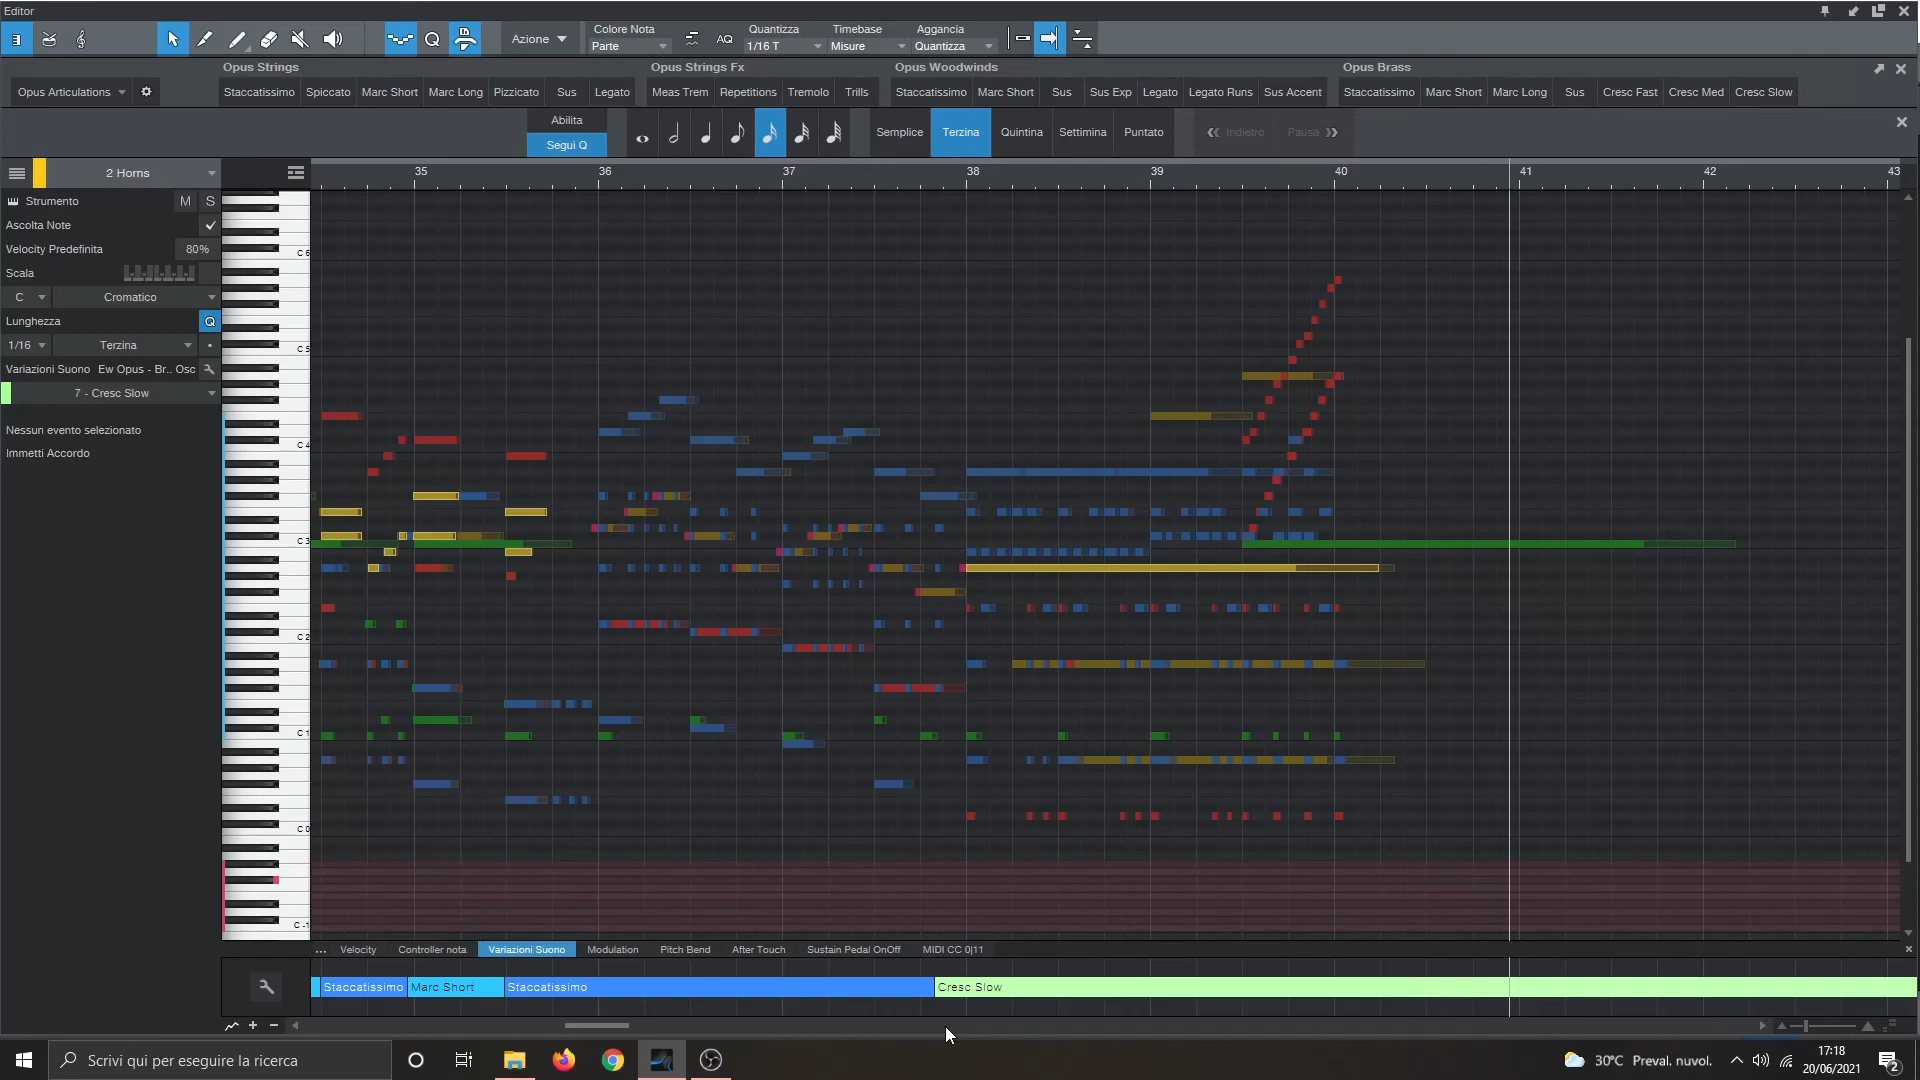 Editor
Azione
Colore Nota
Parte
AQ
Quantizza
1/16 T
Timebase
Misure
Aggancia
Quantizza
Opus Strings
Opus Strings Fx
Opus Woodwinds
Opus Brass
Opus Articulations
Staccatissimo Spiccato Marc Short Marc Long Pizzicato Sus Legato
Meas Trem Repetitions Tremolo Trills
Staccatissimo Marc Short Sus Sus Exp Legato Legato Runs Sus Accent
Staccatissimo Marc Short Marc Long Sus Cresc Fast Cresc Med Cresc Slow
Abilita
Segui Q
Semplice Terzina Quintina Settimina Puntato
Indietro Pausa
2 Horns
35 36 37 38 39 40 41 42 43
Strumento M S
Ascolta Note
Velocity Predefinita 80%
Scala
C Cromatico
Lunghezza Q
1/16 Terzina
Variazioni Suono Ew Opus - Br.. Osc
7 - Cresc Slow
Nessun evento selezionato
Immetti Accordo
C 6
C 5
C 4
C 3
C 2
C 1
C 0
C -1
... Velocity Controller nota Variazioni Suono Modulation Pitch Bend After Touch Sustain Pedal OnOff MIDI CC 0|11
Staccatissimo Marc Short Staccatissimo Cresc Slow
Scrivi qui per eseguire la ricerca
30°C Preval. nuvol.
17:18
20/06/2021
2